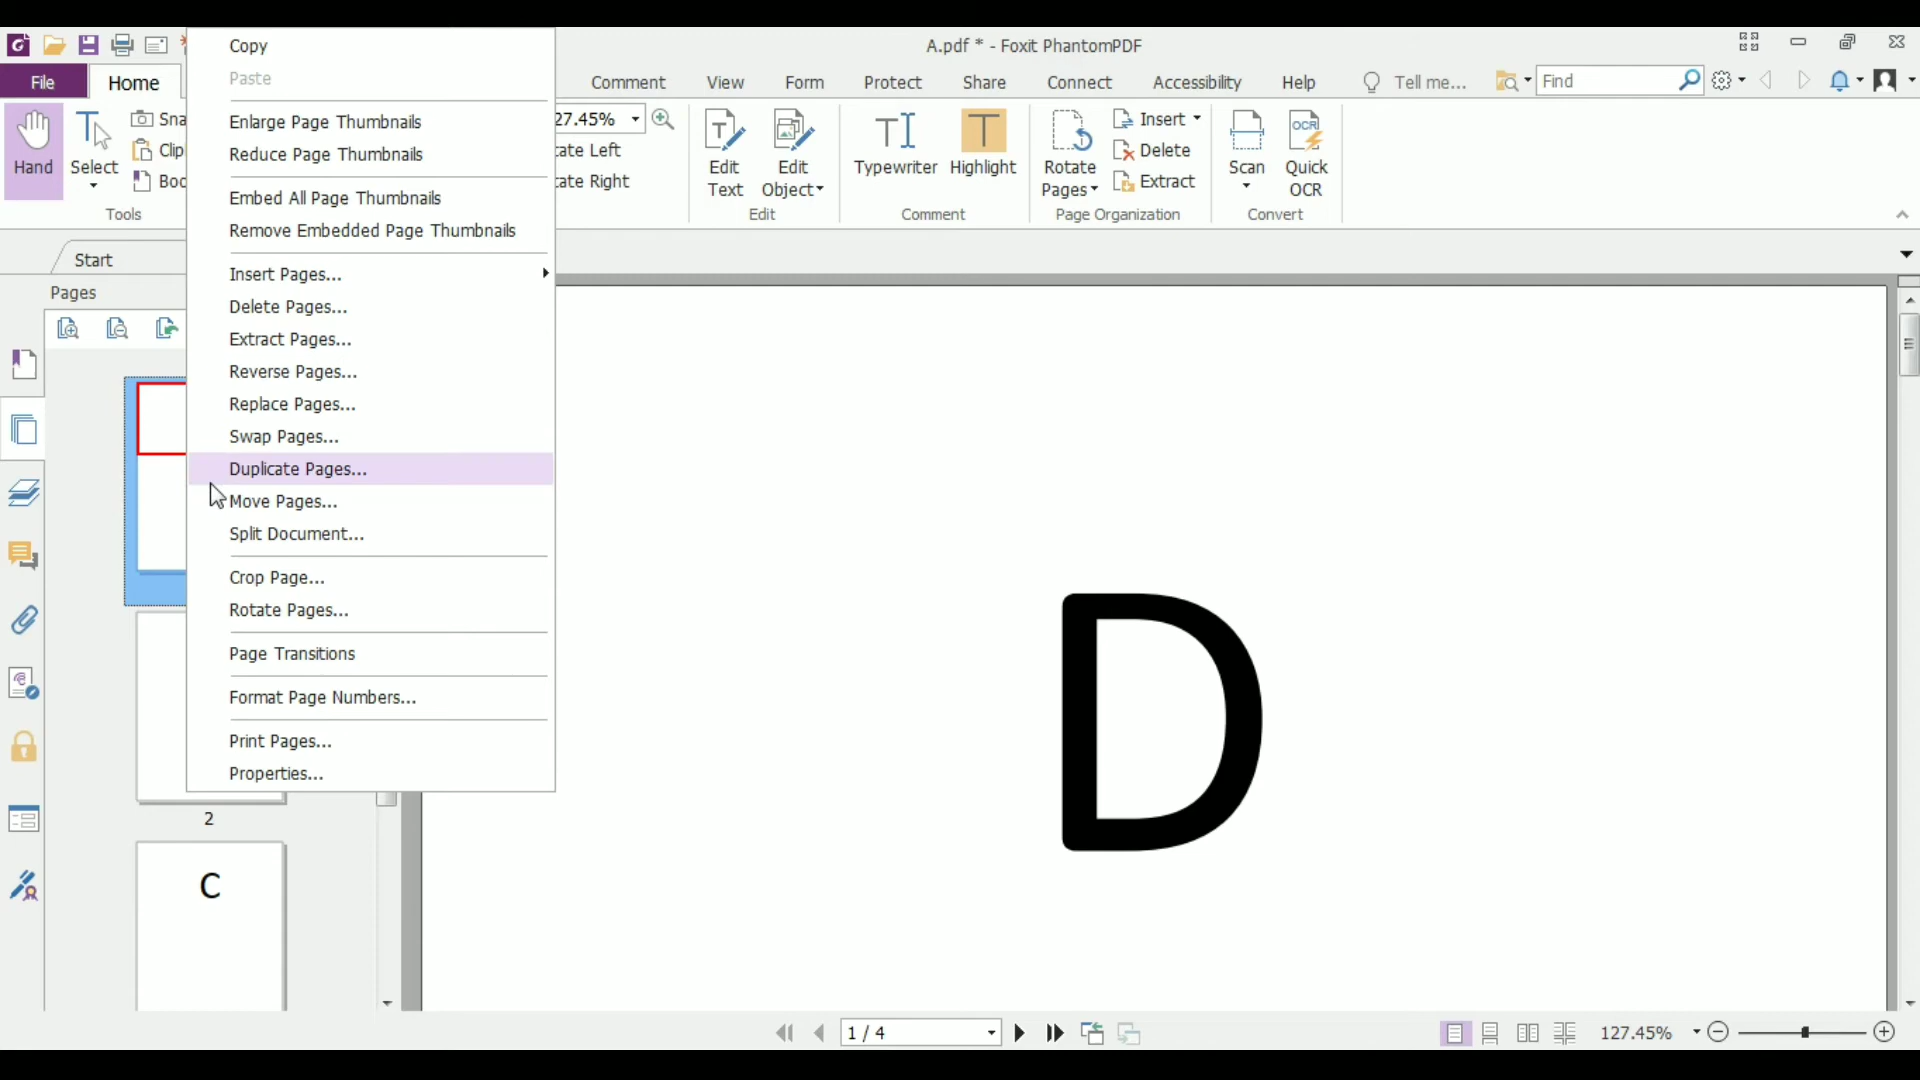 A.pdf * - Foxit PhantomPDF
File
Home
Comment
View
Form
Protect
Share
Connect
Accessibility
Help
Tell me...
Find
Hand
Select
Sna
Clip
Boo
Tools
27.45%
ate Left
ate Right
Edit
Text
Edit
Object
Edit
Typewriter
Highlight
Comment
Rotate
Pages
Insert
Delete
Extract
Page Organization
Scan
Quick
OCR
OCR
Convert
Start
Pages
Copy
Paste
Enlarge Page Thumbnails
Reduce Page Thumbnails
Embed All Page Thumbnails
Remove Embedded Page Thumbnails
Insert Pages...
Delete Pages...
Extract Pages...
Reverse Pages...
Replace Pages...
Swap Pages...
Duplicate Pages...
Move Pages...
Split Document...
Crop Page...
Rotate Pages...
Page Transitions
Format Page Numbers...
Print Pages...
Properties...
2
C
D
1 / 4
127.45%